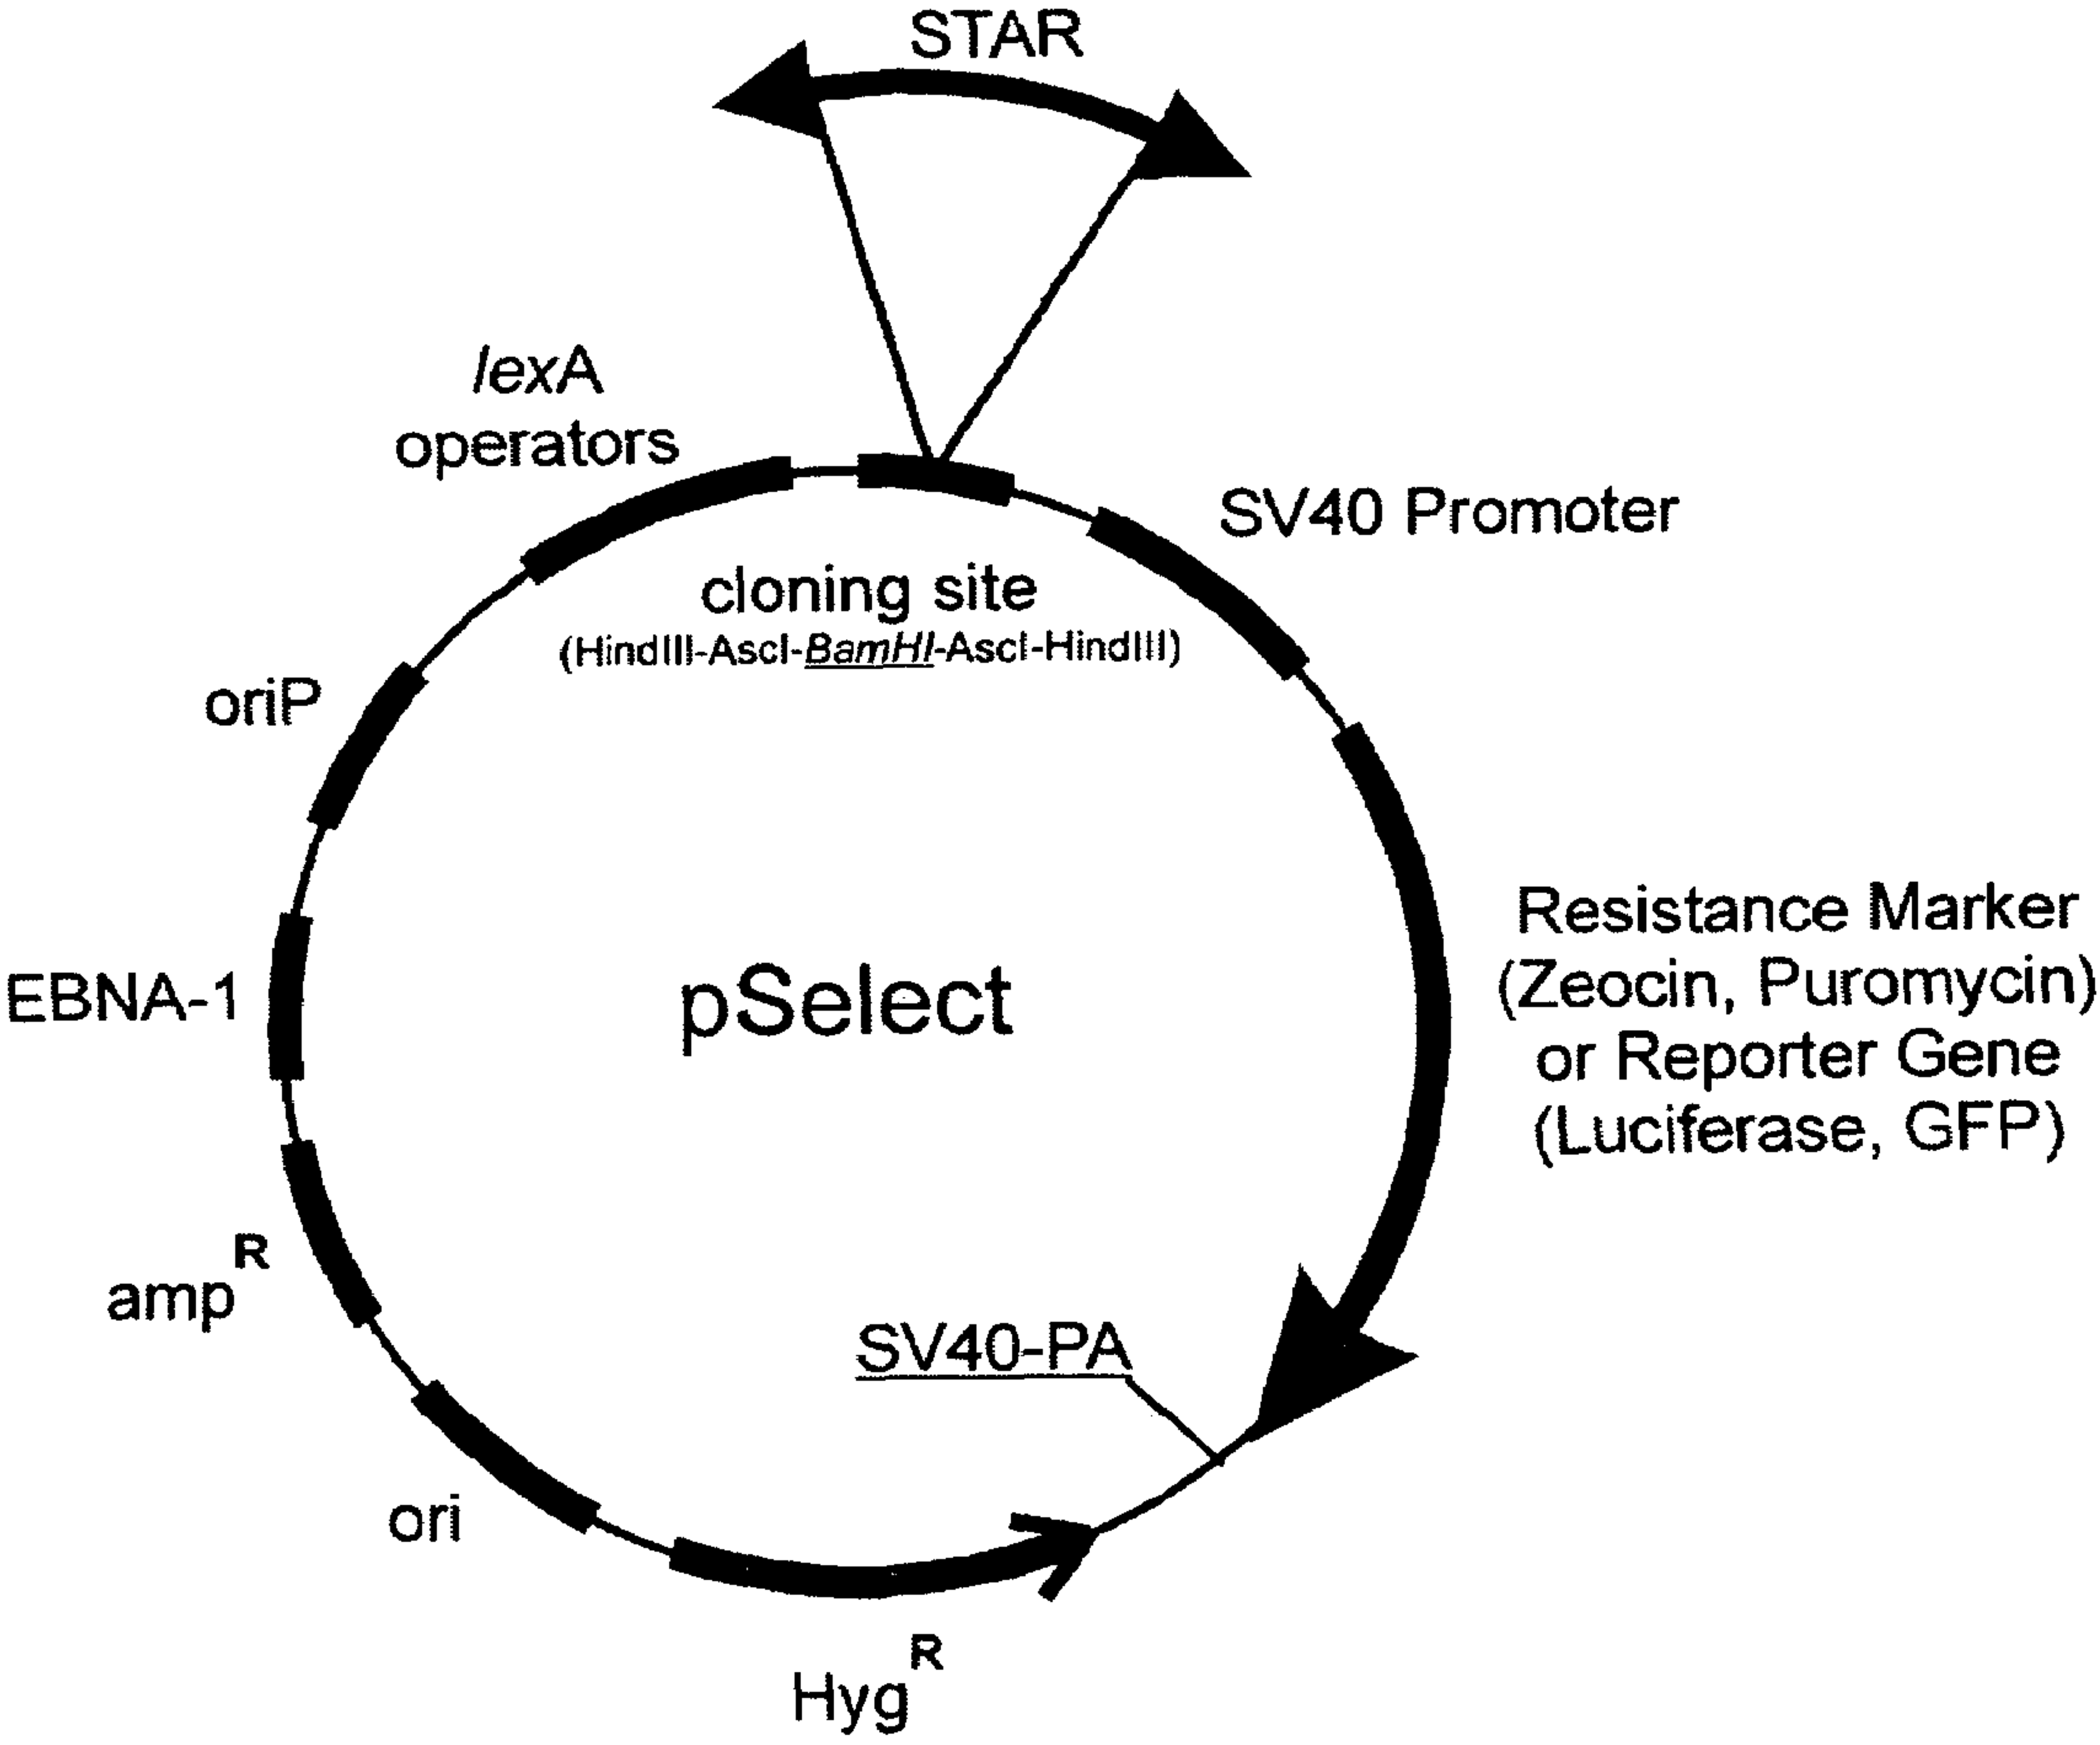 STAR
lexA
operators
SV40 Promoter
cloning site
(HindIII-AscI-BamHI-AscI-HindIII)
oriP
Resistance Marker
(Zeocin, Puromycin)
or Reporter Gene
(Luciferase, GFP)
EBNA-1
pSelect
amp^R
SV40-PA
ori
Hyg^R